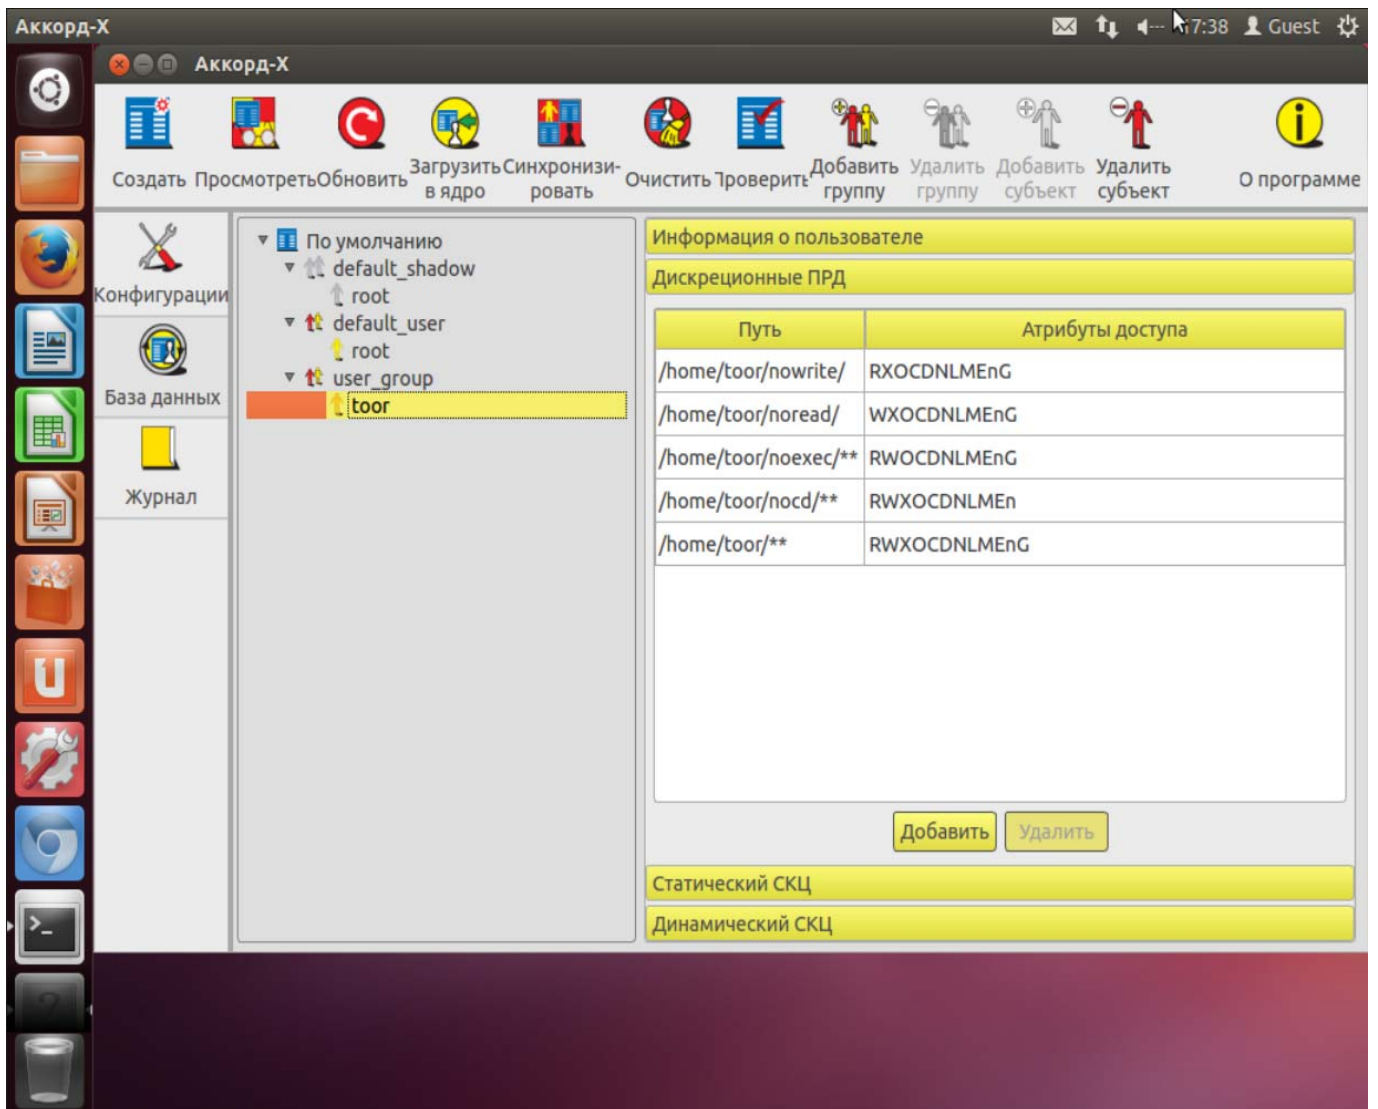 Аккорд-X
17:38 Guest
Аккорд-X
Создать
Просмотреть
Обновить
Загрузить
в ядро
Синхронизи-
ровать
Очистить
Проверить
Добавить
группу
Удалить
группу
Добавить
субъект
Удалить
субъект
О программе
Конфигурации
База данных
Журнал
По умолчанию
default_shadow
root
default_user
root
user_group
toor
Информация о пользователе
Дискреционные ПРД
Путь Атрибуты доступа
/home/toor/nowrite/ RXOCDNLMEnG
/home/toor/noread/ WXOCDNLMEnG
/home/toor/noexec/** RWOCDNLMEnG
/home/toor/nocd/** RWXOCDNLMEn
/home/toor/** RWXOCDNLMEnG
Добавить Удалить
Статический СКЦ
Динамический СКЦ